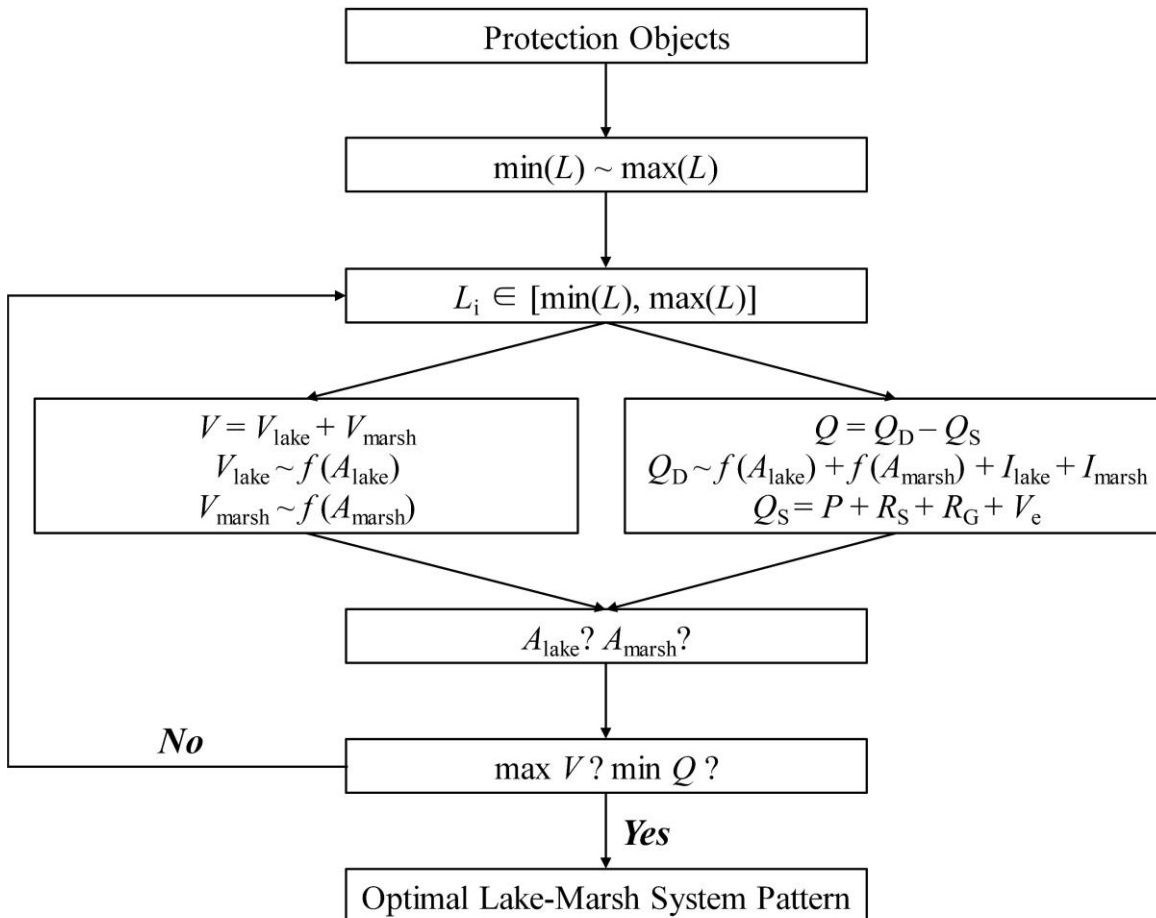 Protection Objects
min(L) ~ max(L)
Lᵢ ∈ [min(L), max(L)]
V = V_lake + V_marsh
V_lake ~ f (A_lake)
V_marsh ~ f (A_marsh)
Q = Q_D – Q_S
Q_D ~ f (A_lake) + f (A_marsh) + I_lake + I_marsh
Q_S = P + R_S + R_G + V_e
A_lake? A_marsh?
No
max V ? min Q ?
Yes
Optimal Lake-Marsh System Pattern